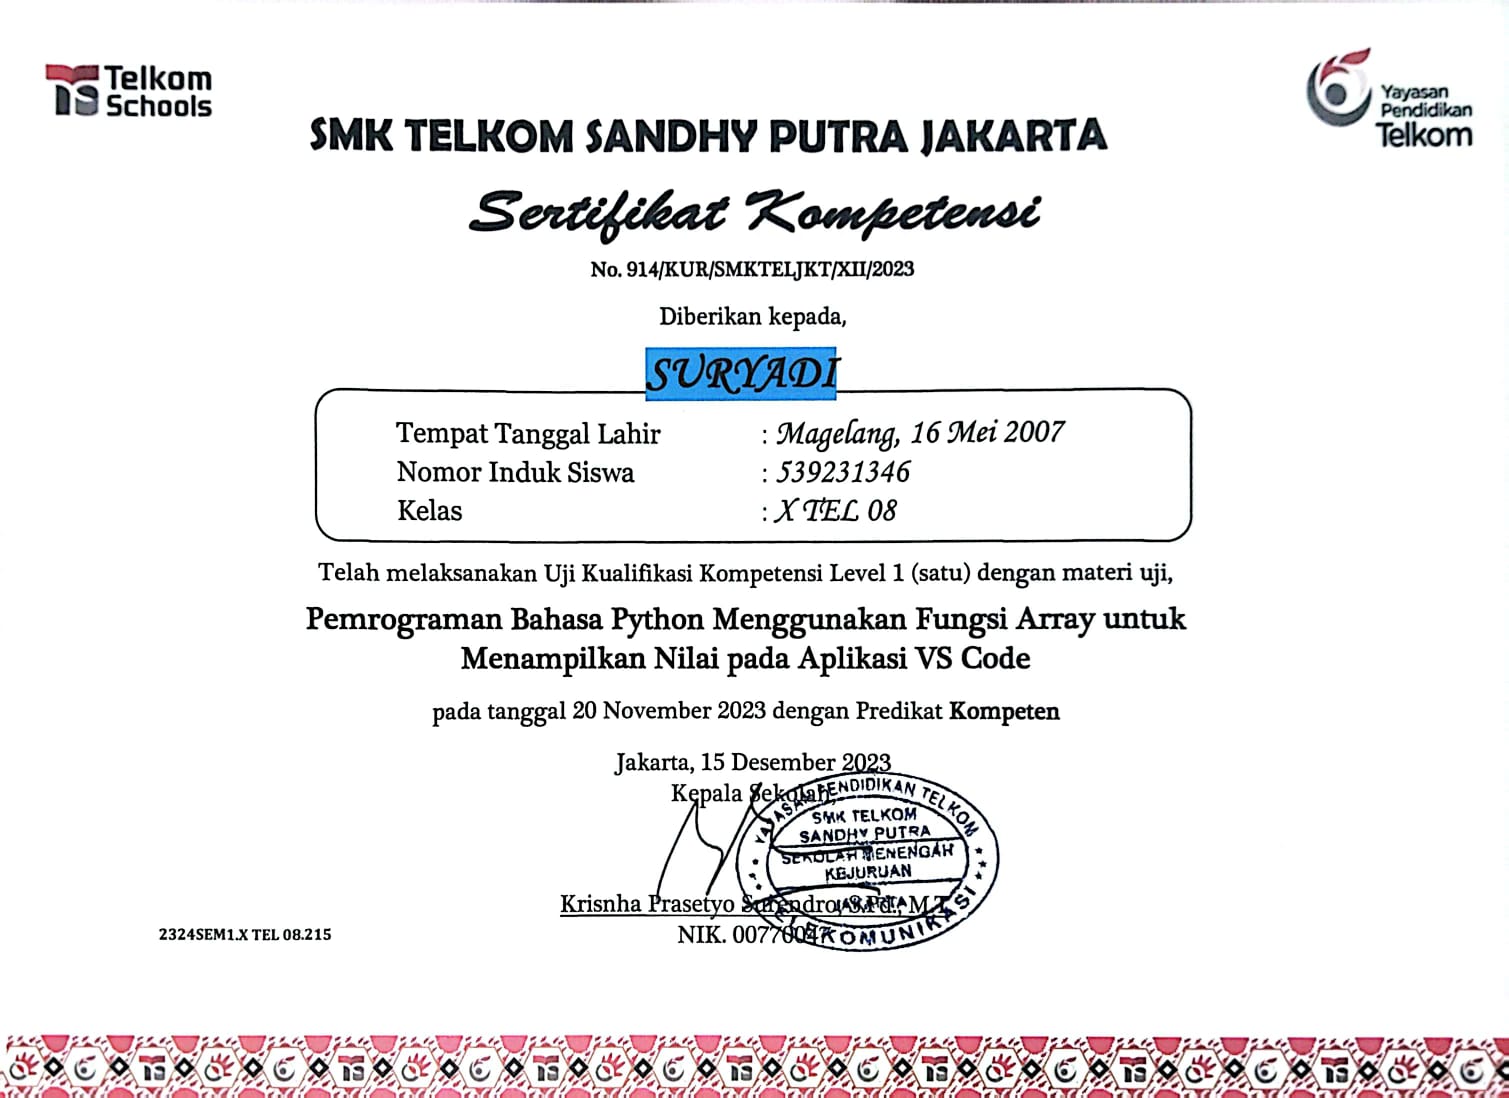 Telkom
Schools
Yayasan
Pendidikan
Telkom
SMK TELKOM SANDHY PUTRA JAKARTA
Sertifikat Kompetensi
No. 914/KUR/SMKTELJKT/XII/2023
Diberikan kepada,
SURYADI
Tempat Tanggal Lahir : Magelang, 16 Mei 2007
Nomor Induk Siswa : 539231346
Kelas : X TEL 08
Telah melaksanakan Uji Kualifikasi Kompetensi Level 1 (satu) dengan materi uji,
Pemrograman Bahasa Python Menggunakan Fungsi Array untuk
Menampilkan Nilai pada Aplikasi VS Code
pada tanggal 20 November 2023 dengan Predikat Kompeten
Jakarta, 15 Desember 2023
Kepala Sekolah,
YAYASAN PENDIDIKAN TELKOM
SMK TELKOM
SANDHY PUTRA
SEKOLAH MENENGAH
KEJURUAN
JAKARTA
TELEKOMUNIKASI
Krisnha Prasetyo Surendro, S.Pd., M.T
NIK. 00770047
2324SEM1.X TEL 08.215